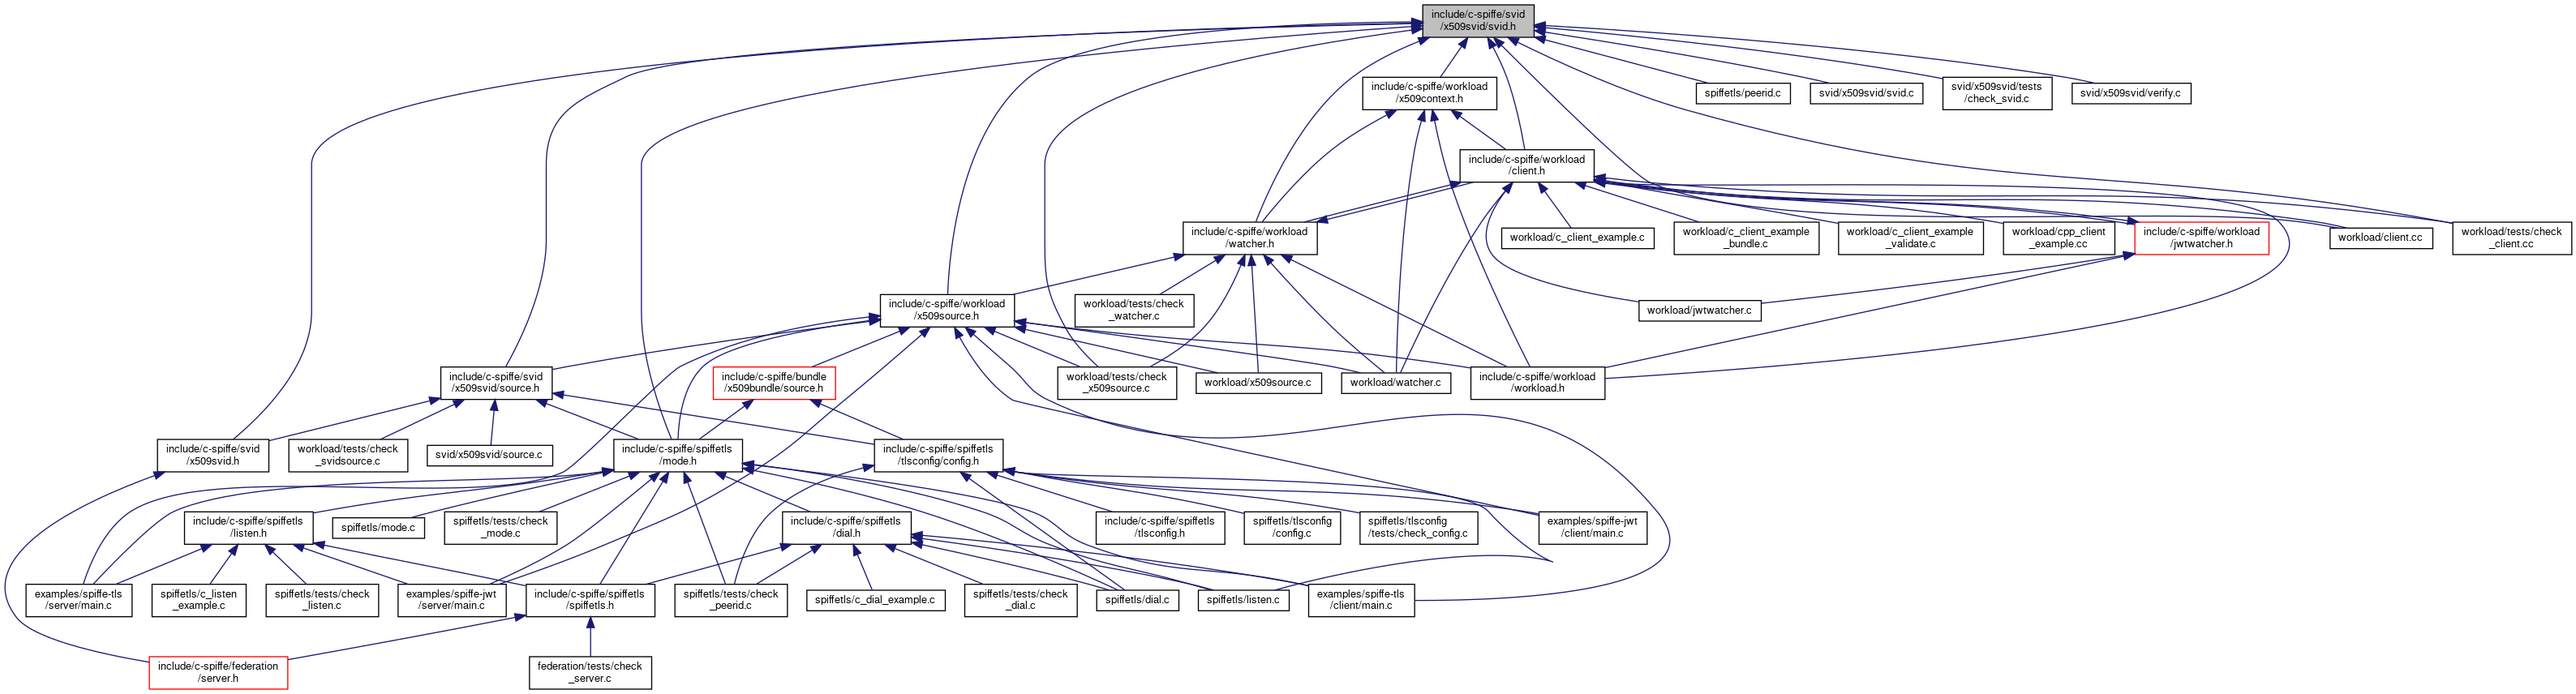 include/c-spiffe/svid
/x509svid/svid.h
include/c-spiffe/workload
/x509context.h
spiffetls/peerid.c
svid/x509svid/svid.c
svid/x509svid/tests
/check_svid.c
svid/x509svid/verify.c
include/c-spiffe/workload
/client.h
include/c-spiffe/workload
/watcher.h
workload/c_client_example.c
workload/c_client_example
_bundle.c
workload/c_client_example
_validate.c
workload/cpp_client
_example.cc
include/c-spiffe/workload
/jwtwatcher.h
workload/client.cc
workload/tests/check
_client.cc
include/c-spiffe/workload
/x509source.h
workload/tests/check
_watcher.c
workload/jwtwatcher.c
include/c-spiffe/svid
/x509svid/source.h
include/c-spiffe/bundle
/x509bundle/source.h
workload/tests/check
_x509source.c
workload/x509source.c
workload/watcher.c
include/c-spiffe/workload
/workload.h
include/c-spiffe/svid
/x509svid.h
workload/tests/check
_svidsource.c
svid/x509svid/source.c
include/c-spiffe/spiffetls
/mode.h
include/c-spiffe/spiffetls
/tlsconfig/config.h
include/c-spiffe/spiffetls
/listen.h
spiffetls/mode.c
spiffetls/tests/check
_mode.c
include/c-spiffe/spiffetls
/dial.h
include/c-spiffe/spiffetls
/tlsconfig.h
spiffetls/tlsconfig
/config.c
spiffetls/tlsconfig
/tests/check_config.c
examples/spiffe-jwt
/client/main.c
examples/spiffe-tls
/server/main.c
spiffetls/c_listen
_example.c
spiffetls/tests/check
_listen.c
examples/spiffe-jwt
/server/main.c
include/c-spiffe/spiffetls
/spiffetls.h
spiffetls/tests/check
_peerid.c
spiffetls/c_dial_example.c
spiffetls/tests/check
_dial.c
spiffetls/dial.c
spiffetls/listen.c
examples/spiffe-tls
/client/main.c
include/c-spiffe/federation
/server.h
federation/tests/check
_server.c